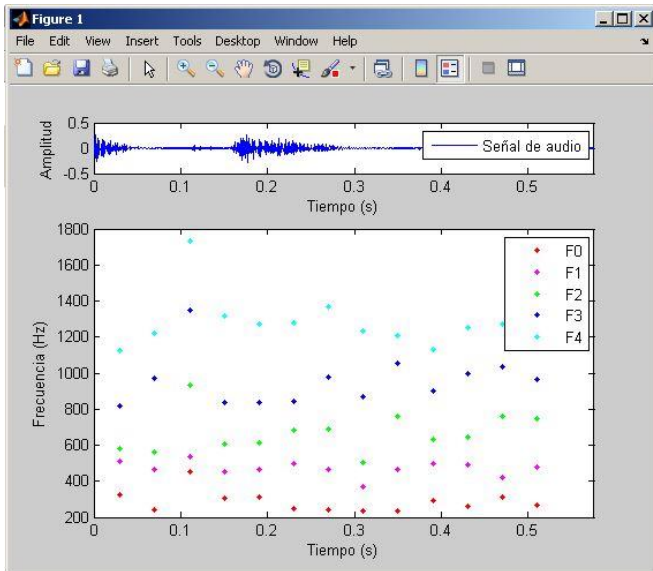 Figure 1
File Edit View Insert Tools Desktop Window Help
Amplitud
0.5
0
-0.5
Señal de audio
0 0.1 0.2 0.3 0.4 0.5
Tiempo (s)
Frecuencia (Hz)
1800
1600
1400
1200
1000
800
600
400
200
F0
F1
F2
F3
F4
0 0.1 0.2 0.3 0.4 0.5
Tiempo (s)